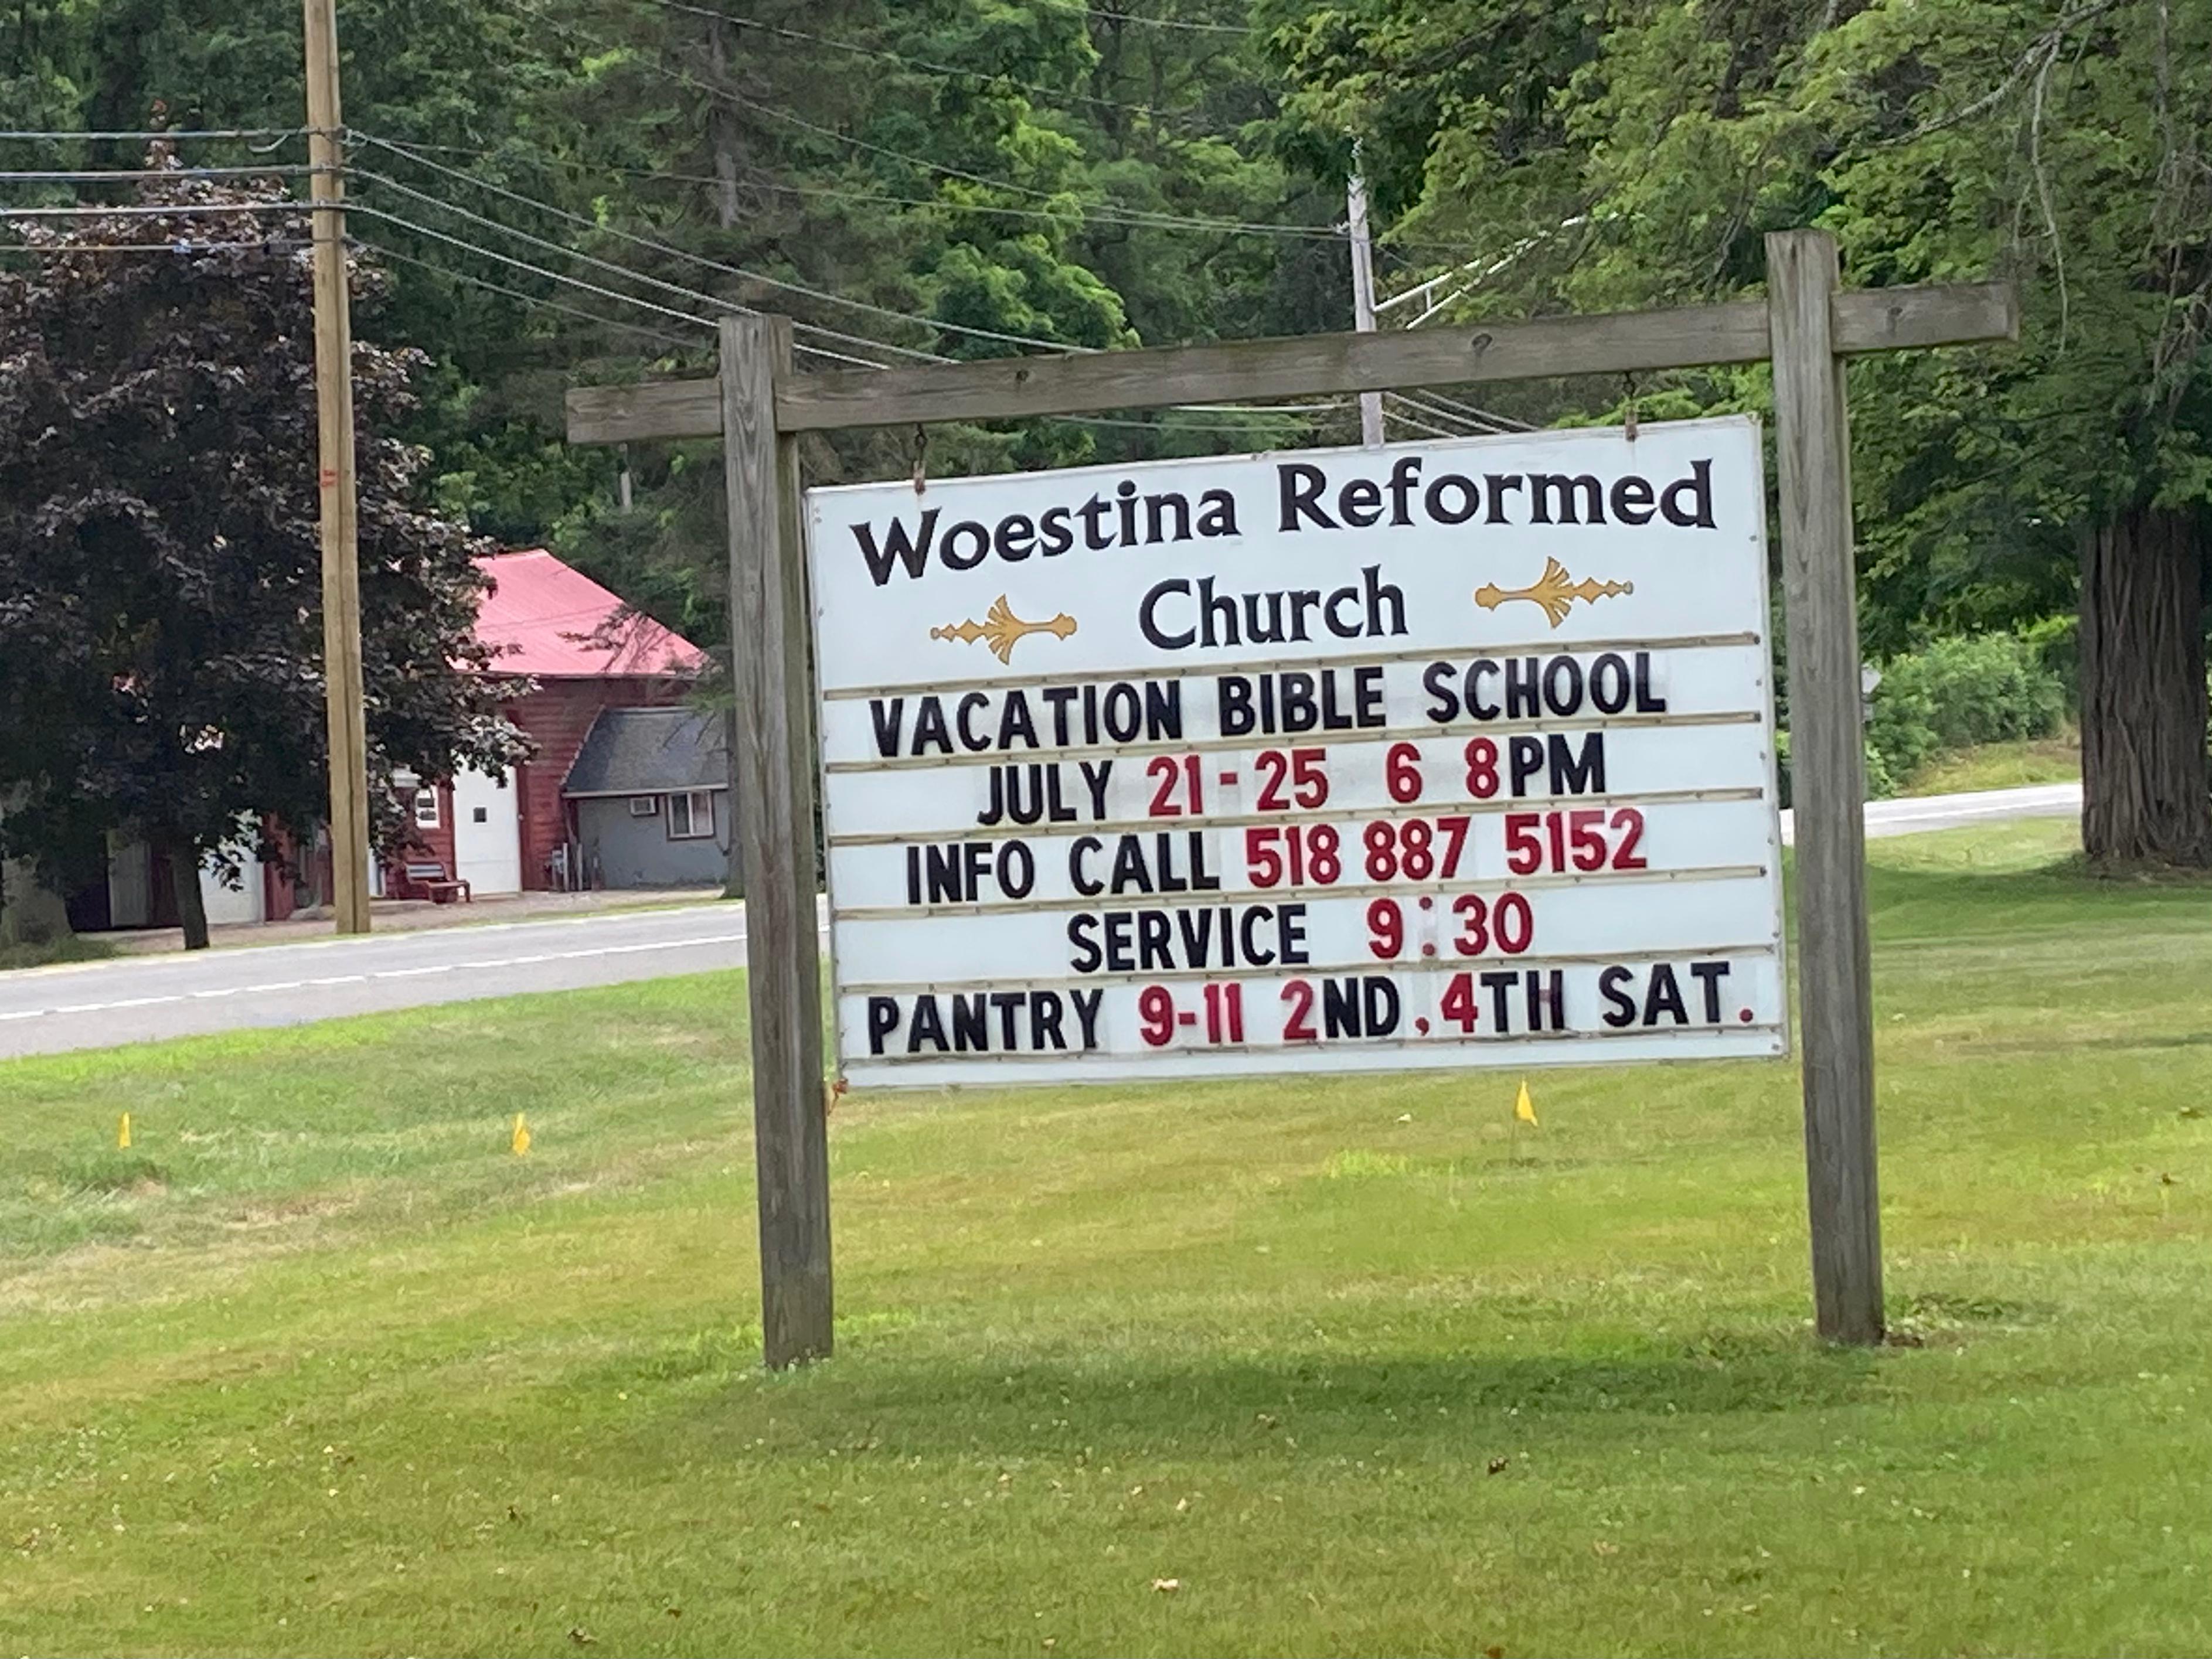 Woestina Reformed
Church
VACATION BIBLE SCHOOL
JULY 21-25 6 8PM
INFO CALL 518 887 5152
SERVICE 9:30
PANTRY 9-11 2ND,4TH SAT.